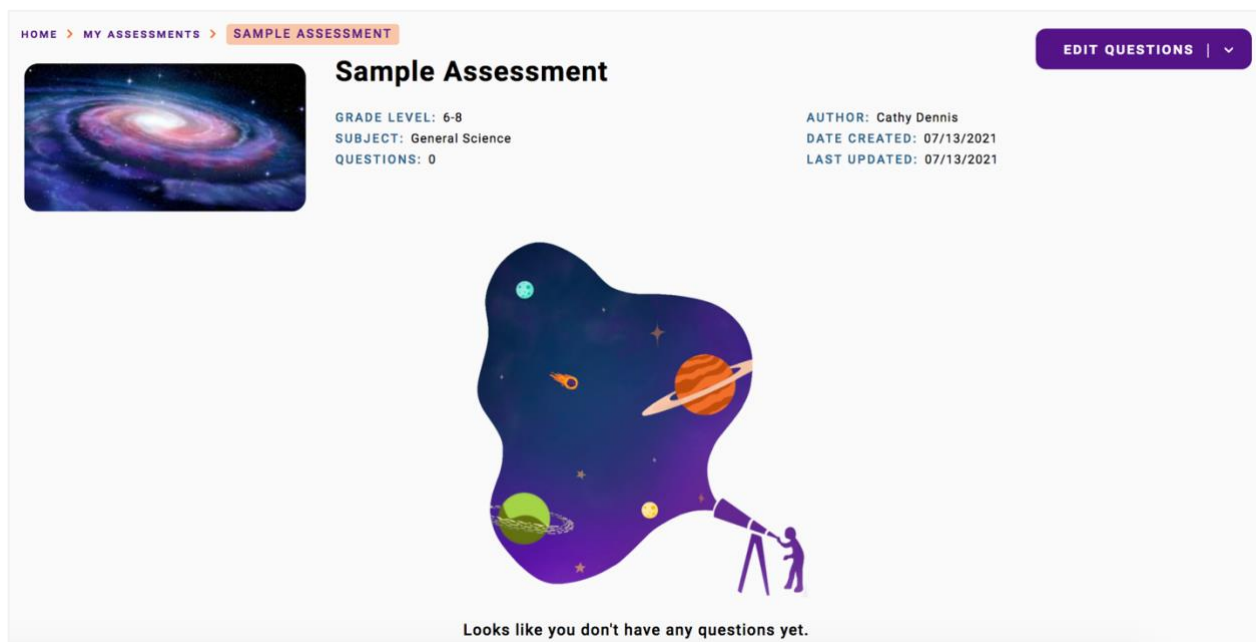 HOME > MY ASSESSMENTS > SAMPLE ASSESSMENT
EDIT QUESTIONS |
Sample Assessment
GRADE LEVEL: 6-8
SUBJECT: General Science
QUESTIONS: 0
AUTHOR: Cathy Dennis
DATE CREATED: 07/13/2021
LAST UPDATED: 07/13/2021
Looks like you don't have any questions yet.